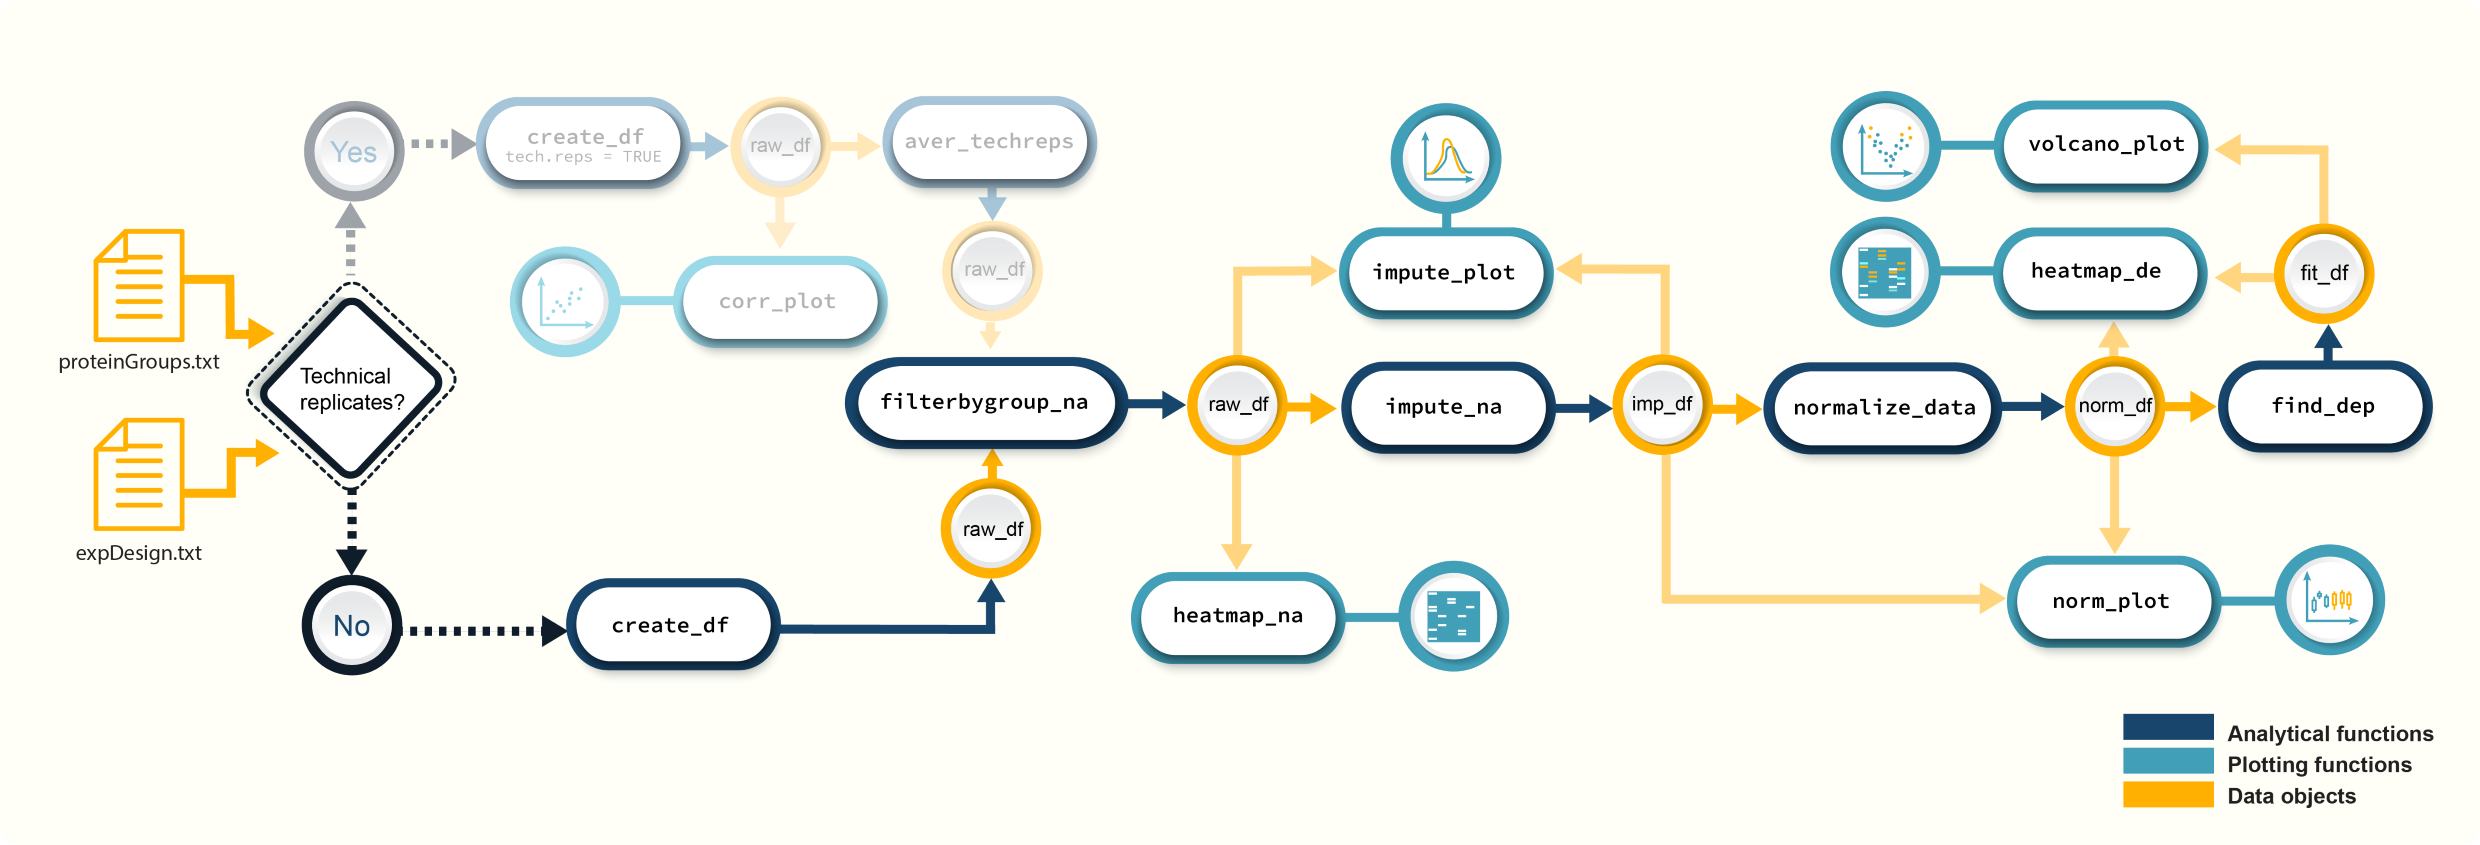 Yes
create_df
tech.reps = TRUE
raw_df
aver_techreps
raw_df
corr_plot
proteinGroups.txt
expDesign.txt
Technical
replicates?
No
create_df
raw_df
filterbygroup_na
raw_df
impute_plot
impute_na
heatmap_na
imp_df
normalize_data
norm_df
find_dep
fit_df
volcano_plot
heatmap_de
norm_plot
Analytical functions
Plotting functions
Data objects